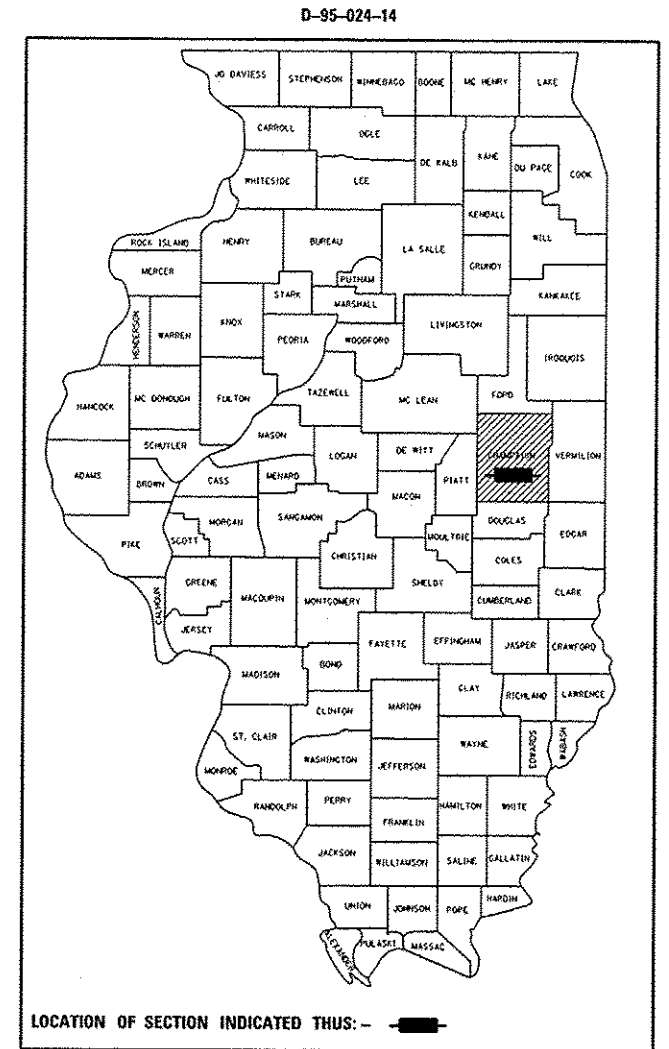 D-95-024-14
JO DAVIESS STEPHENSON WINNEBAGO BOONE MC HENRY LAKE
CARROLL OGLE
DE KALB KANE DU PAGE COOK
WHITESIDE LEE
KENDALL WILL
ROCK ISLAND HENRY BUREAU LA SALLE
GRUNDY
MERCER PUTNAM
KANKAKEE
STARK MARSHALL
HENDERSON WARREN KNOX PEORIA WOODFORD LIVINGSTON
IROQUOIS
HANCOCK MC DONOUGH FULTON TAZEWELL MC LEAN FORD
MASON
SCHUYLER LOGAN DE WITT CHAMPAIGN VERMILION
ADAMS BROWN CASS MENARD PIATT
MACON
MORGAN SANGAMON DOUGLAS
PIKE SCOTT CHRISTIAN MOULTRIE EDGAR
COLES
GREENE SHELBY
CALHOUN MACOUPIN MONTGOMERY CUMBERLAND CLARK
JERSEY
FAYETTE EFFINGHAM JASPER CRAWFORD
BOND
MADISON CLAY RICHLAND LAWRENCE
CLINTON MARION
ST. CLAIR WAYNE EDWARDS WABASH
WASHINGTON JEFFERSON
MONROE
RANDOLPH PERRY HAMILTON WHITE
FRANKLIN
JACKSON WILLIAMSON SALINE GALLATIN
HARDIN
UNION JOHNSON POPE
ALEXANDER PULASKI MASSAC
LOCATION OF SECTION INDICATED THUS: -